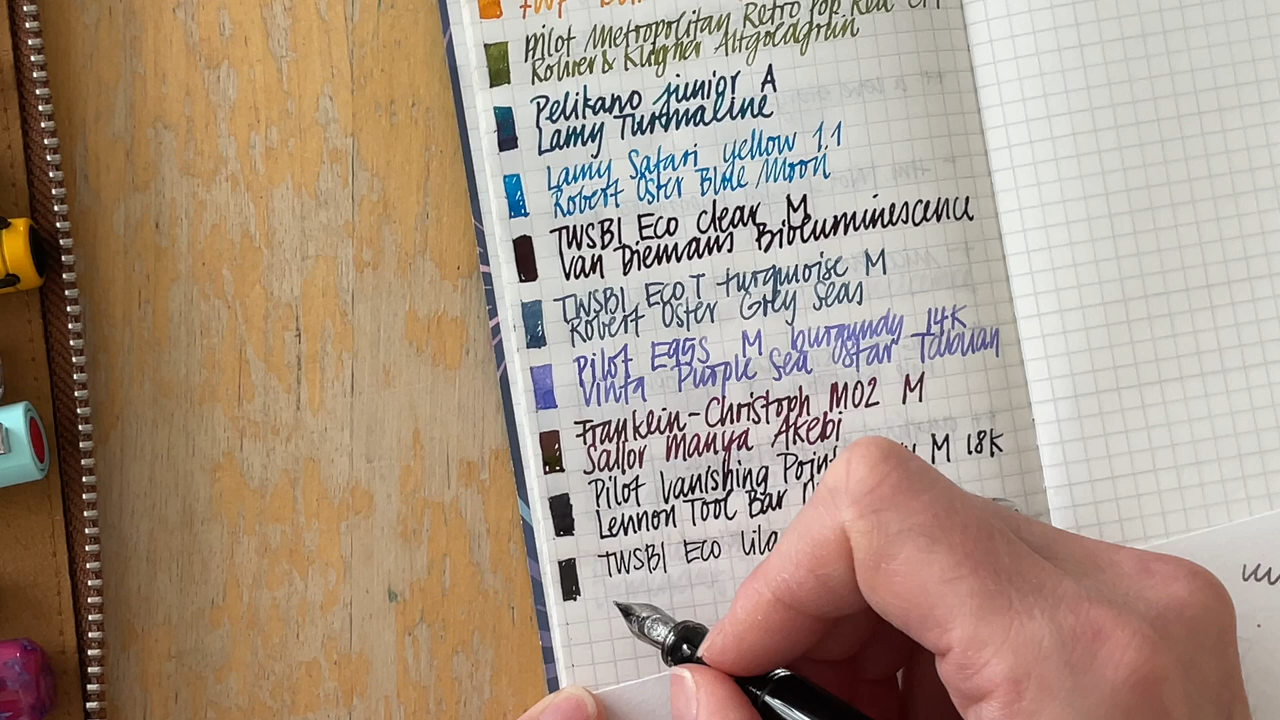 Pilot Metropolitan Retro Pop Red
Rohrer & Klingner Altgoldgrün
Pelikano junior A
Lamy Turmaline
Lamy Safari yellow 1.1
Robert Oster Blue Moon
TWSBI Eco clear M
Van Diemans Bioluminescence
TWSBI Eco T turquoise M
Robert Oster Grey Seas
Pilot E95s M burgundy 14K
Vinta Purple Sea Star Tabuan
Franklin-Christoph M02 M
Sailor Manyo Akebi
Pilot Vanishing Point M 18K
Lennon Tool Bar
TWSBI Eco lila